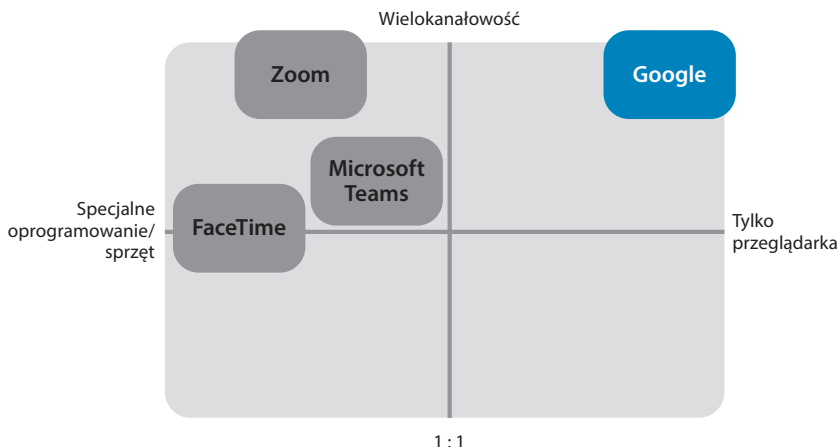 Wielokanałowość
Zoom
Google
Microsoft
Teams
Specjalne
oprogramowanie/
sprzęt
FaceTime
Tylko
przeglądarka
1 : 1